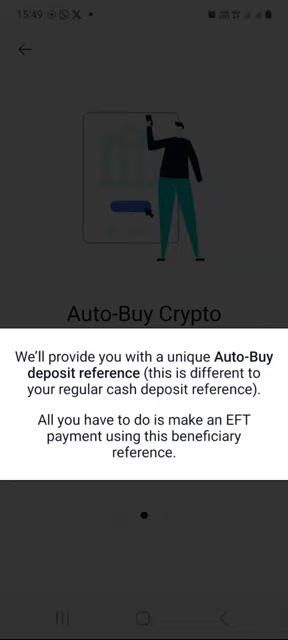 15:49
Auto-Buy Crypto
We'll provide you with a unique Auto-Buy
deposit reference (this is different to
your regular cash deposit reference).
All you have to do is make an EFT
payment using this beneficiary
reference.